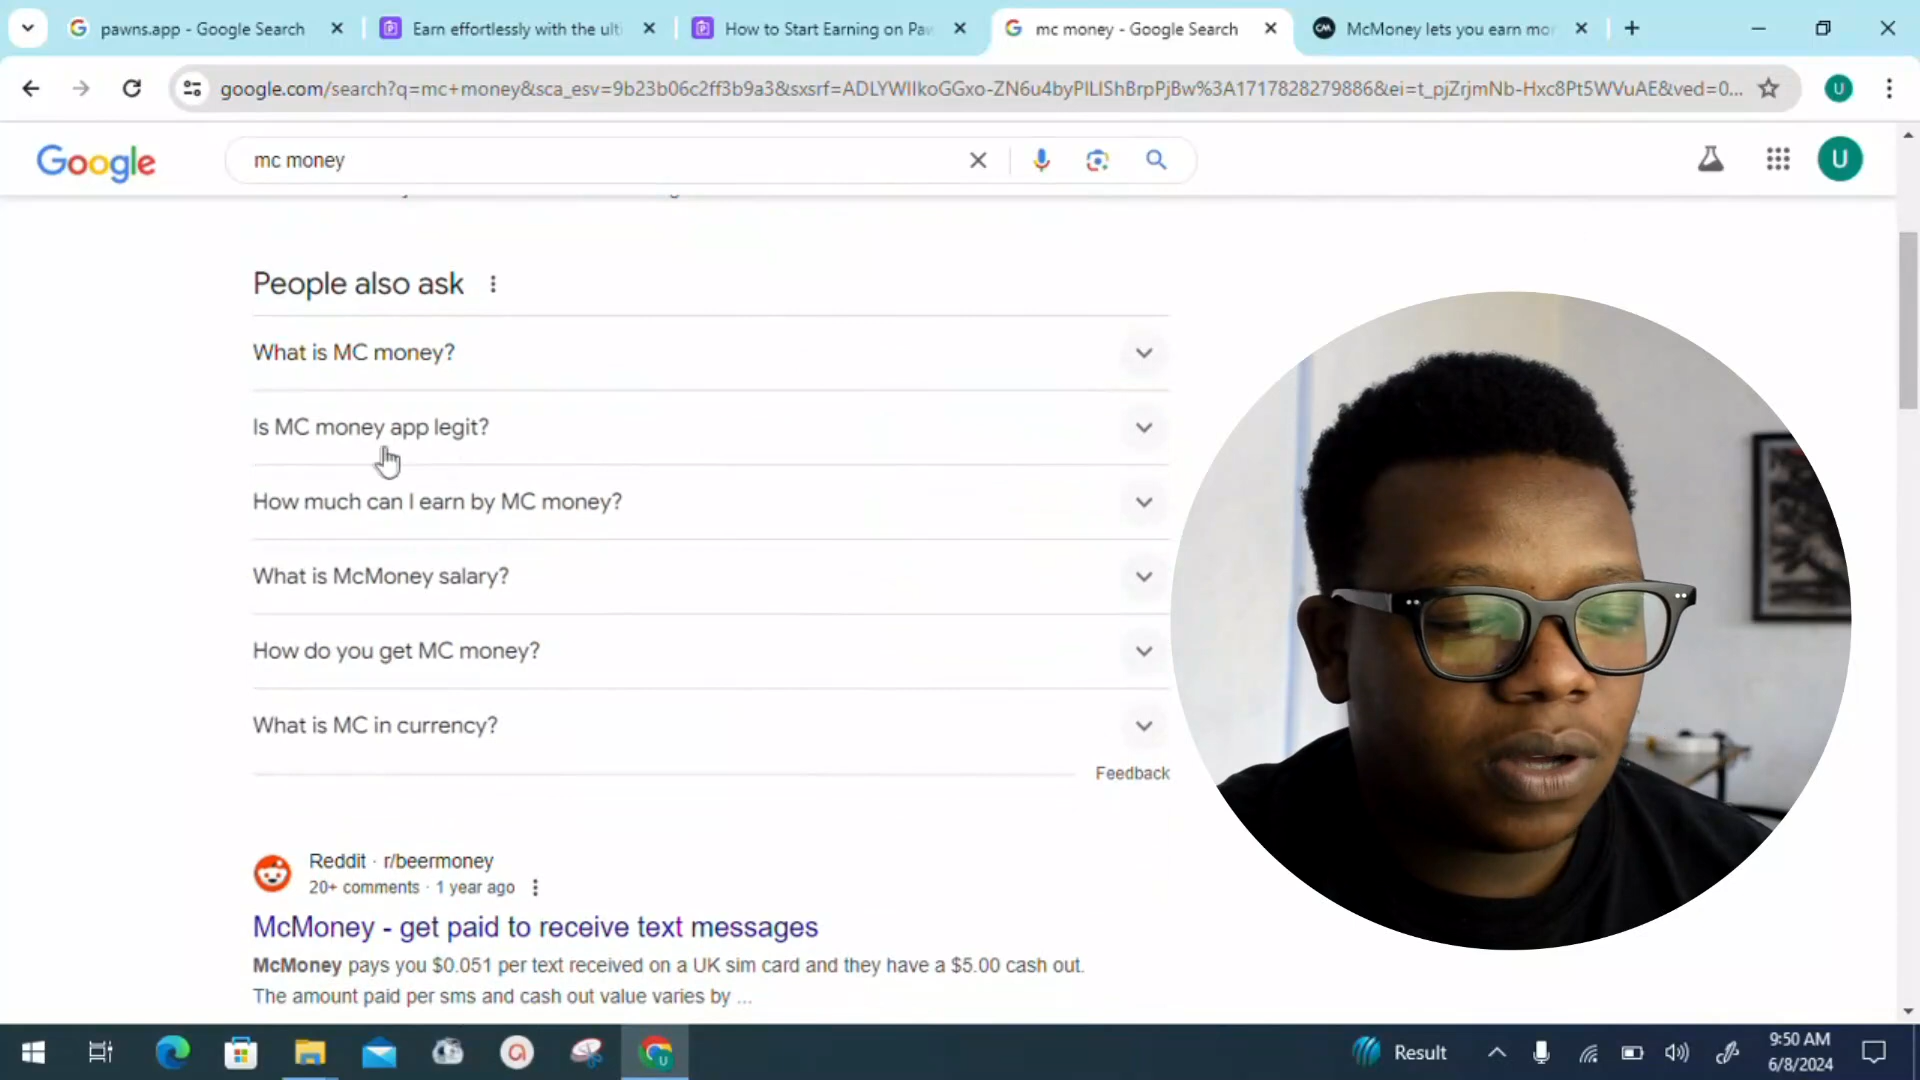 pawns.app - Google Search
Earn effortlessly with the ulti
How to Start Earning on Paw
mc money - Google Search
McMoney lets you earn mon
google.com/search?q=mc+money&sca_esv=9b23b06c2ff3b9a3&sxsrf=ADLYWIIkoGGxo-ZN6u4byPlLlShBrpPjBw%3A1717828279886&ei=t_pjZrjmNb-Hxc8Pt5WVuAE&ved=0...
U
Google
mc money
U
People also ask
What is MC money?
Is MC money app legit?
How much can I earn by MC money?
What is McMoney salary?
How do you get MC money?
What is MC in currency?
Feedback
Reddit · r/beermoney
20+ comments · 1 year ago
McMoney - get paid to receive text messages
McMoney pays you $0.051 per text received on a UK sim card and they have a $5.00 cash out.
The amount paid per sms and cash out value varies by ...
Result
9:50 AM
6/8/2024